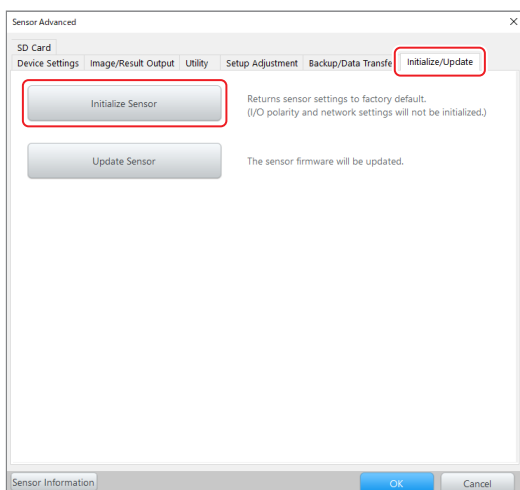 Sensor Advanced
SD Card
Device Settings Image/Result Output Utility Setup Adjustment Backup/Data Transfe Initialize/Update
Initialize Sensor
Returns sensor settings to factory default.
(I/O polarity and network settings will not be initialized.)
Update Sensor
The sensor firmware will be updated.
Sensor Information
OK
Cancel